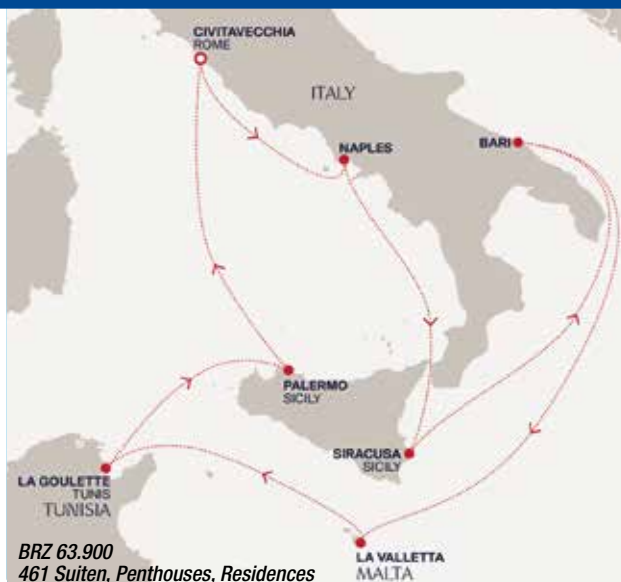 CIVITAVECCHIA
ROME
ITALY
NAPLES
BARI
PALERMO
SICILY
SIRACUSA
SICILY
LA GOULETTE
TUNIS
TUNISIA
LA VALLETTA
MALTA
BRZ 63.900
461 Suiten, Penthouses, Residences